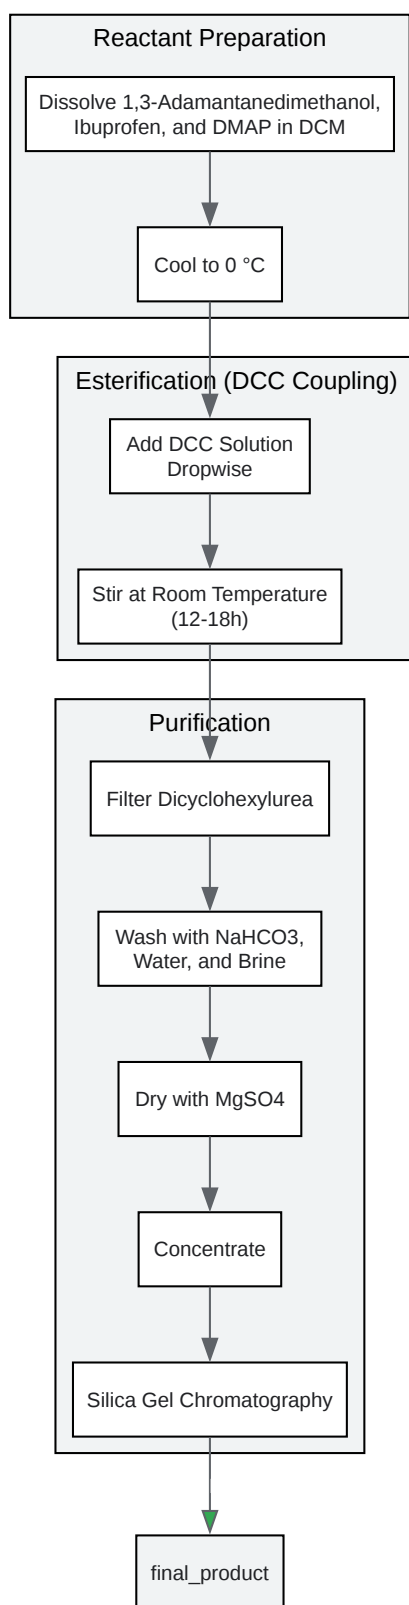 Reactant Preparation
Dissolve 1,3-Adamantanedimethanol,
Ibuprofen, and DMAP in DCM
Cool to 0 °C
Esterification (DCC Coupling)
Add DCC Solution
Dropwise
Stir at Room Temperature
(12-18h)
Purification
Filter Dicyclohexylurea
Wash with NaHCO3,
Water, and Brine
Dry with MgSO4
Concentrate
Silica Gel Chromatography
final_product